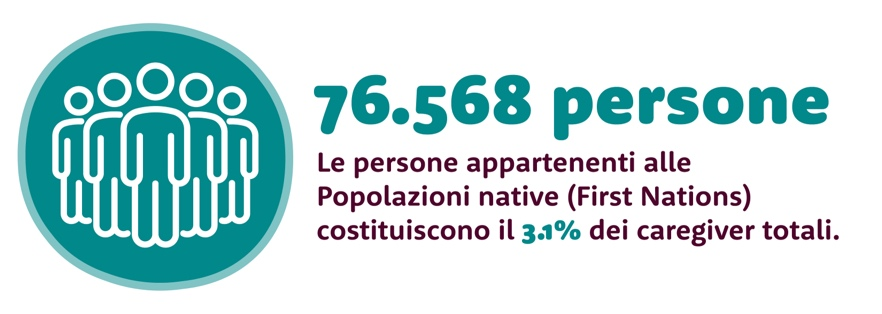 76.568 persone
Le persone appartenenti alle
Popolazioni native (First Nations)
costituiscono il 3.1% dei caregiver totali.